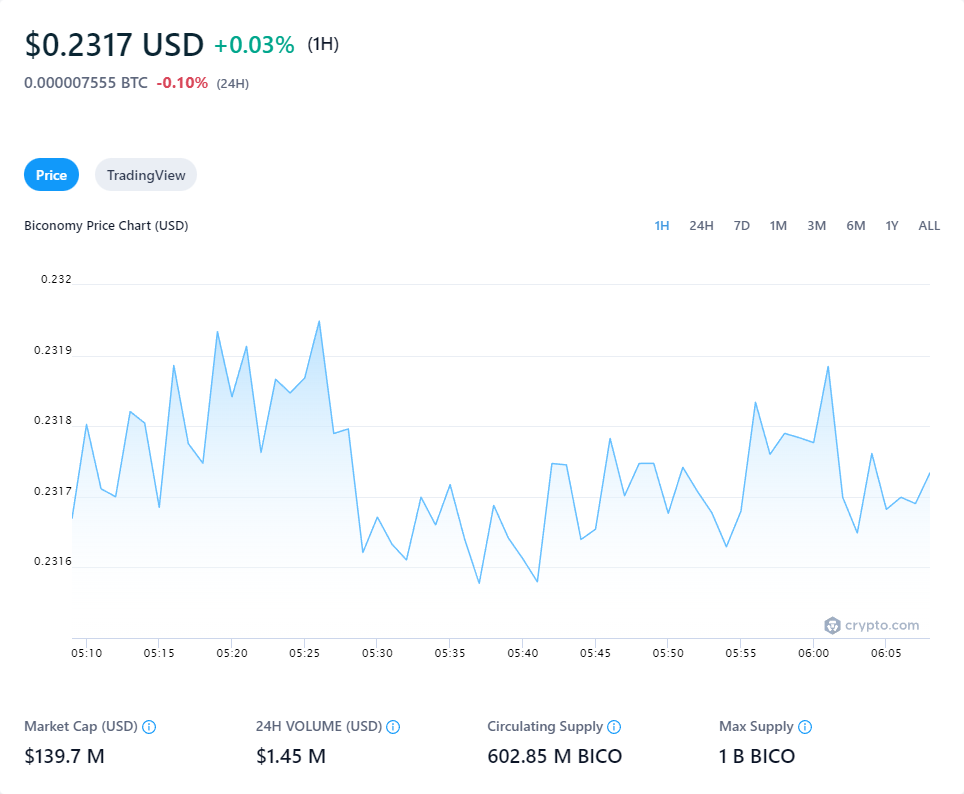 $0.2317 USD +0.03% (1H)
0.000007555 BTC -0.10% (24H)
Price TradingView
Biconomy Price Chart (USD) 1H 24H 7D 1M 3M 6M 1Y ALL
0.232
0.2319
0.2318
0.2317
0.2316
crypto.com
05:10 05:15 05:20 05:25 05:30 05:35 05:40 05:45 05:50 05:55 06:00 06:05
Market Cap (USD) 24H VOLUME (USD) Circulating Supply Max Supply
$139.7 M $1.45 M 602.85 M BICO 1 B BICO